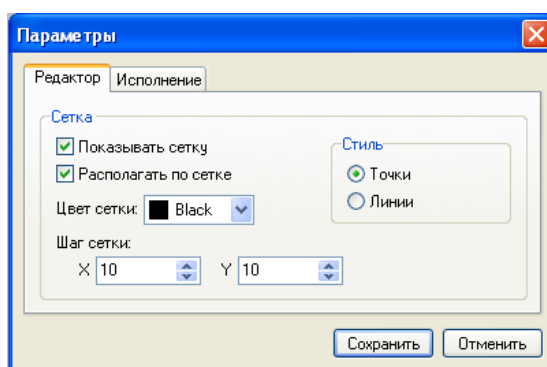 Параметры
Редактор Исполнение
Сетка
Показывать сетку
Располагать по сетке
Цвет сетки: Black
Стиль
Точки
Линии
Шаг сетки:
X 10 Y 10
Сохранить Отменить